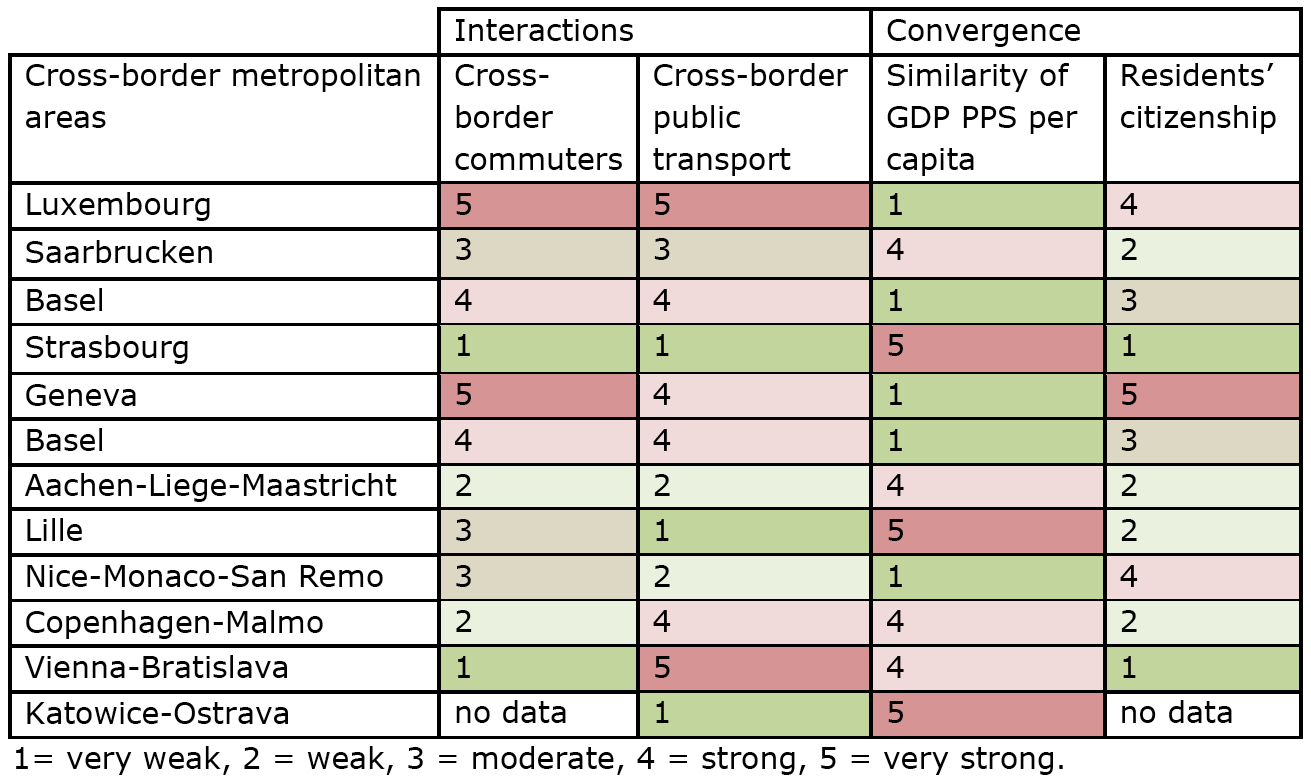 Interactions Convergence
Cross-border metropolitan areas Cross-border commuters Cross-border public transport Similarity of GDP PPS per capita Residents’ citizenship
Luxembourg 5 5 1 4
Saarbrucken 3 3 4 2
Basel 4 4 1 3
Strasbourg 1 1 5 1
Geneva 5 4 1 5
Basel 4 4 1 3
Aachen-Liege-Maastricht 2 2 4 2
Lille 3 1 5 2
Nice-Monaco-San Remo 3 2 1 4
Copenhagen-Malmo 2 4 4 2
Vienna-Bratislava 1 5 4 1
Katowice-Ostrava no data 1 5 no data
1= very weak, 2 = weak, 3 = moderate, 4 = strong, 5 = very strong.